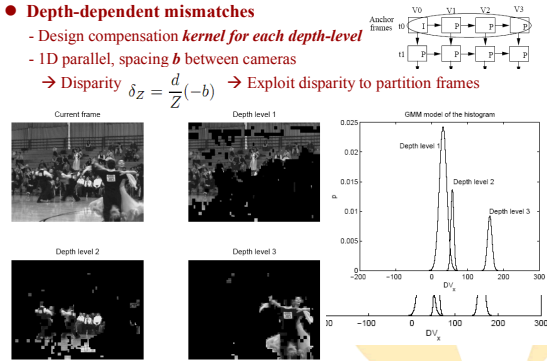 ● Depth-dependent mismatches
- Design compensation kernel for each depth-level
- 1D parallel, spacing b between cameras
→ Disparity δ_Z = d/Z (-b) → Exploit disparity to partition frames
V0 V1 V2 V3
Anchor frames
t0 I P P P
t1 P P P P
Current frame
Depth level 1
GMM model of the histogram
0.025
0.02
0.015
0.01
0.005
0
p
Depth level 1
Depth level 2
Depth level 3
-200 -100 0 100 200 300
DVx
Depth level 2
Depth level 3
-200 -100 0 100 200 300
DVx